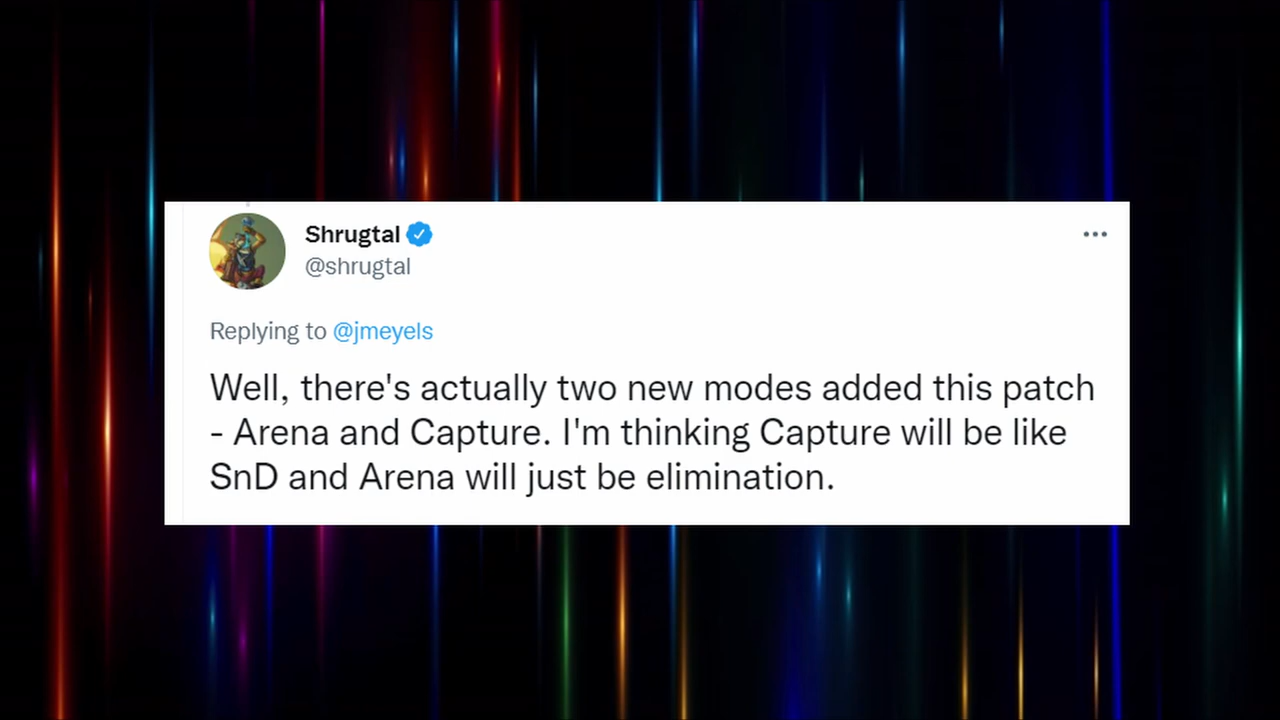 Shrugtal
@shrugtal
Replying to @jmeyels
Well, there's actually two new modes added this patch
- Arena and Capture. I'm thinking Capture will be like
SnD and Arena will just be elimination.